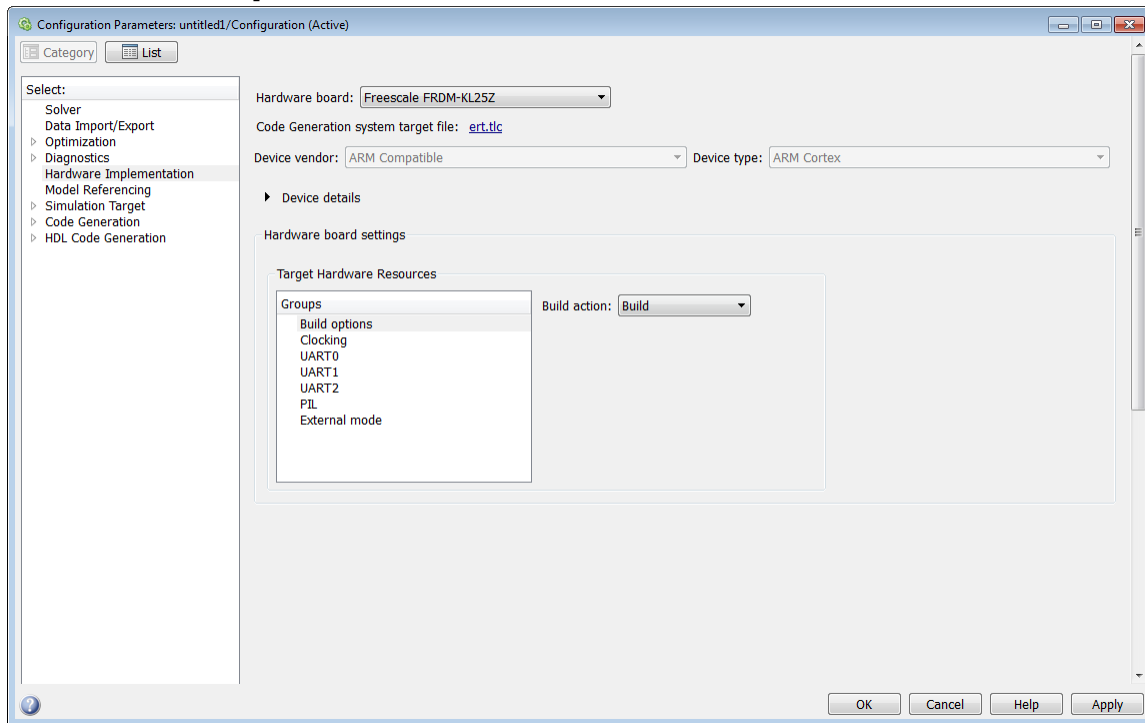 Configuration Parameters: untitled1/Configuration (Active)
Category List
Select:
Solver
Data Import/Export
Optimization
Diagnostics
Hardware Implementation
Model Referencing
Simulation Target
Code Generation
HDL Code Generation
Hardware board: Freescale FRDM-KL25Z
Code Generation system target file: ert.tlc
Device vendor: ARM Compatible Device type: ARM Cortex
Device details
Hardware board settings
Target Hardware Resources
Groups
Build options
Clocking
UART0
UART1
UART2
PIL
External mode
Build action: Build
OK Cancel Help Apply